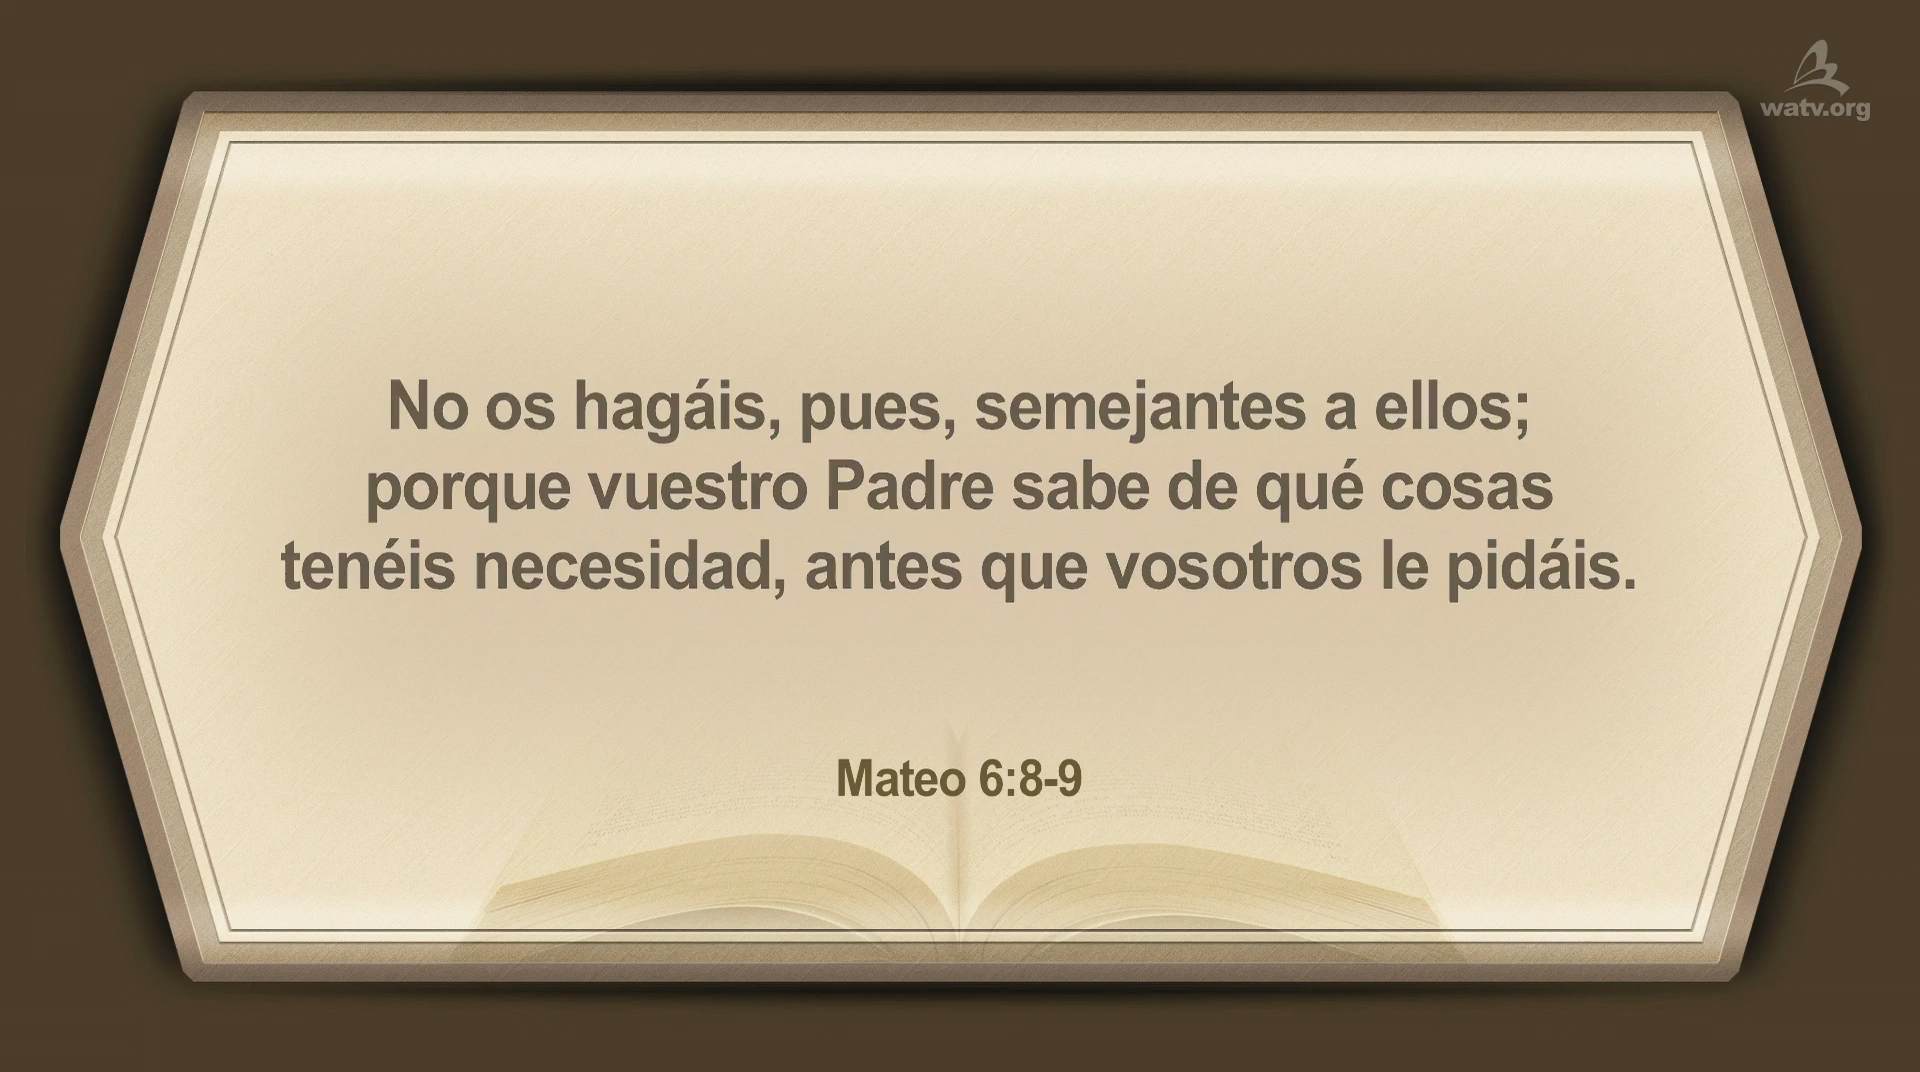 watv.org
No os hagáis, pues, semejantes a ellos;
porque vuestro Padre sabe de qué cosas
tenéis necesidad, antes que vosotros le pidáis.
Mateo 6:8-9